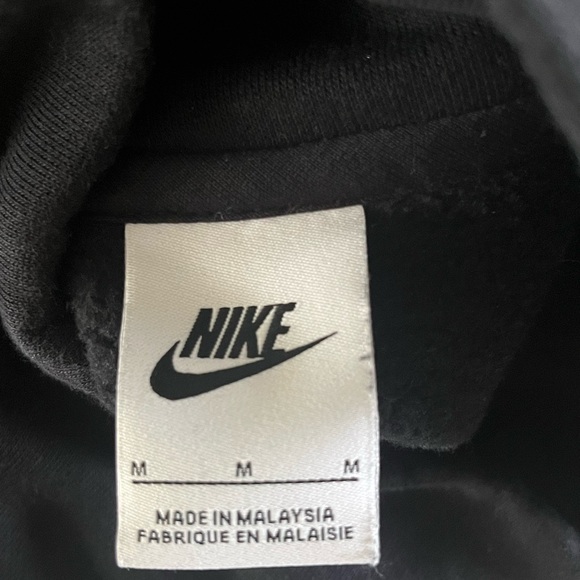 NIKE
M M M
MADE IN MALAYSIA
FABRIQUE EN MALAISIE